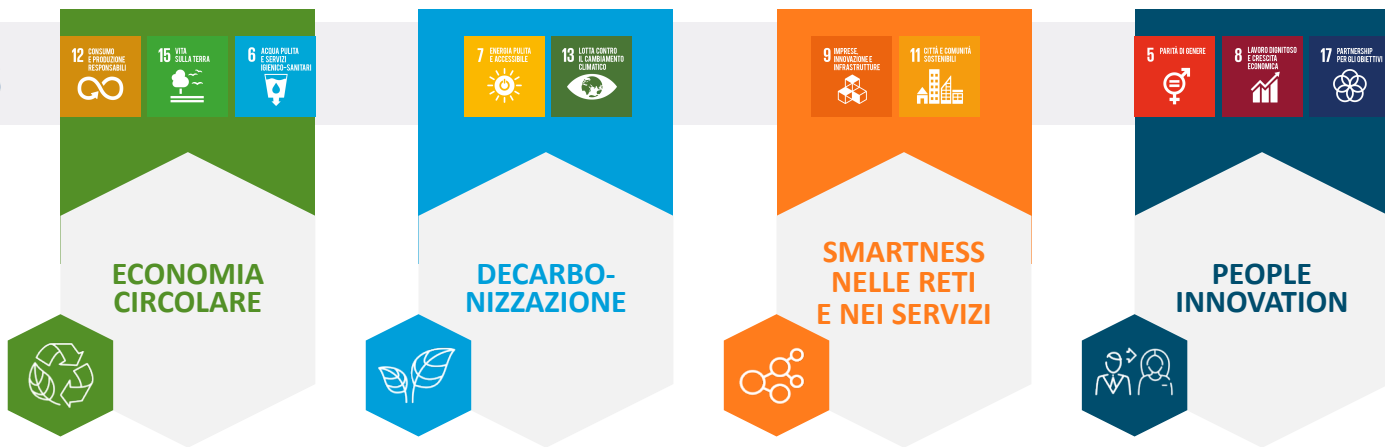 12 CONSUMO
E PRODUZIONE
RESPONSABILI
15 VITA
SULLA TERRA
6 ACQUA PULITA
E SERVIZI
IGIENICO-SANITARI
7 ENERGIA PULITA
E ACCESSIBILE
13 LOTTA CONTRO
IL CAMBIAMENTO
CLIMATICO
9 IMPRESE,
INNOVAZIONE E
INFRASTRUTTURE
11 CITTÀ E COMUNITÀ
SOSTENIBILI
5 PARITÀ DI GENERE
8 LAVORO DIGNITOSO
E CRESCITA
ECONOMICA
17 PARTNERSHIP
PER GLI OBIETTIVI
ECONOMIA
CIRCOLARE
DECARBO-
NIZZAZIONE
SMARTNESS
NELLE RETI
E NEI SERVIZI
PEOPLE
INNOVATION